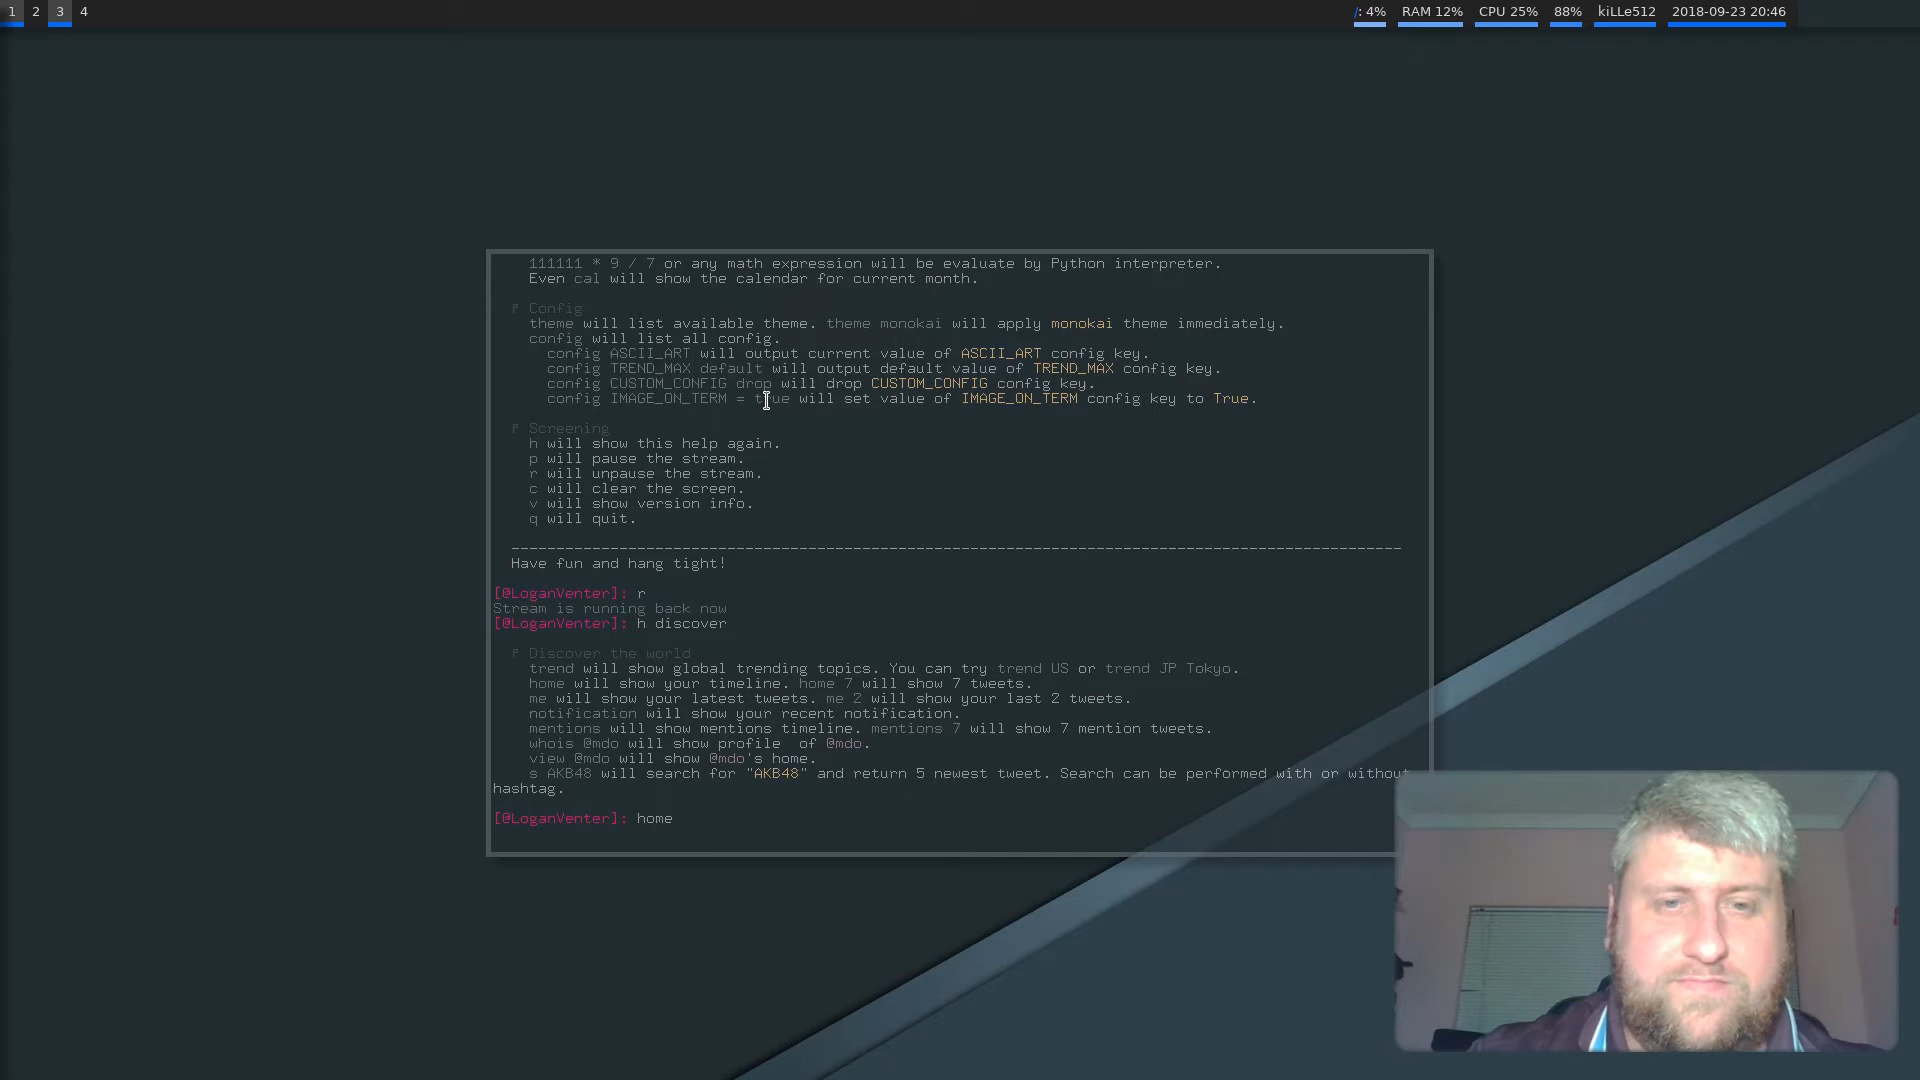 1 2 3 4 /: 4% RAM 12% CPU 25% 88% kiLLe512 2018-09-23 20:46
111111 * 9 / 7 or any math expression will be evaluate by Python interpreter.
Even cal will show the calendar for current month.
Config
theme will list available theme. theme monokai will apply monokai theme immediately.
config will list all config.
config ASCII_ART will output current value of ASCII_ART config key.
config TREND_MAX default will output default value of TREND_MAX config key.
config CUSTOM_CONFIG drop will drop CUSTOM_CONFIG config key.
config IMAGE_ON_TERM = true will set value of IMAGE_ON_TERM config key to True.
Screening
h will show this help again.
p will pause the stream.
r will unpause the stream.
c will clear the screen.
v will show version info.
q will quit.
Have fun and hang tight!
[@LoganVenter]: r
Stream is running back now
[@LoganVenter]: h discover
Discover the world
trend will show global trending topics. You can try trend US or trend JP Tokyo.
home will show your timeline. home 7 will show 7 tweets.
me will show your latest tweets. me 2 will show your last 2 tweets.
notification will show your recent notification.
mentions will show mentions timeline. mentions 7 will show 7 mention tweets.
whois @mdo will show profile  of @mdo.
view @mdo will show @mdo's home.
s AKB48 will search for "AKB48" and return 5 newest tweet. Search can be performed with or without
hashtag.
[@LoganVenter]: home